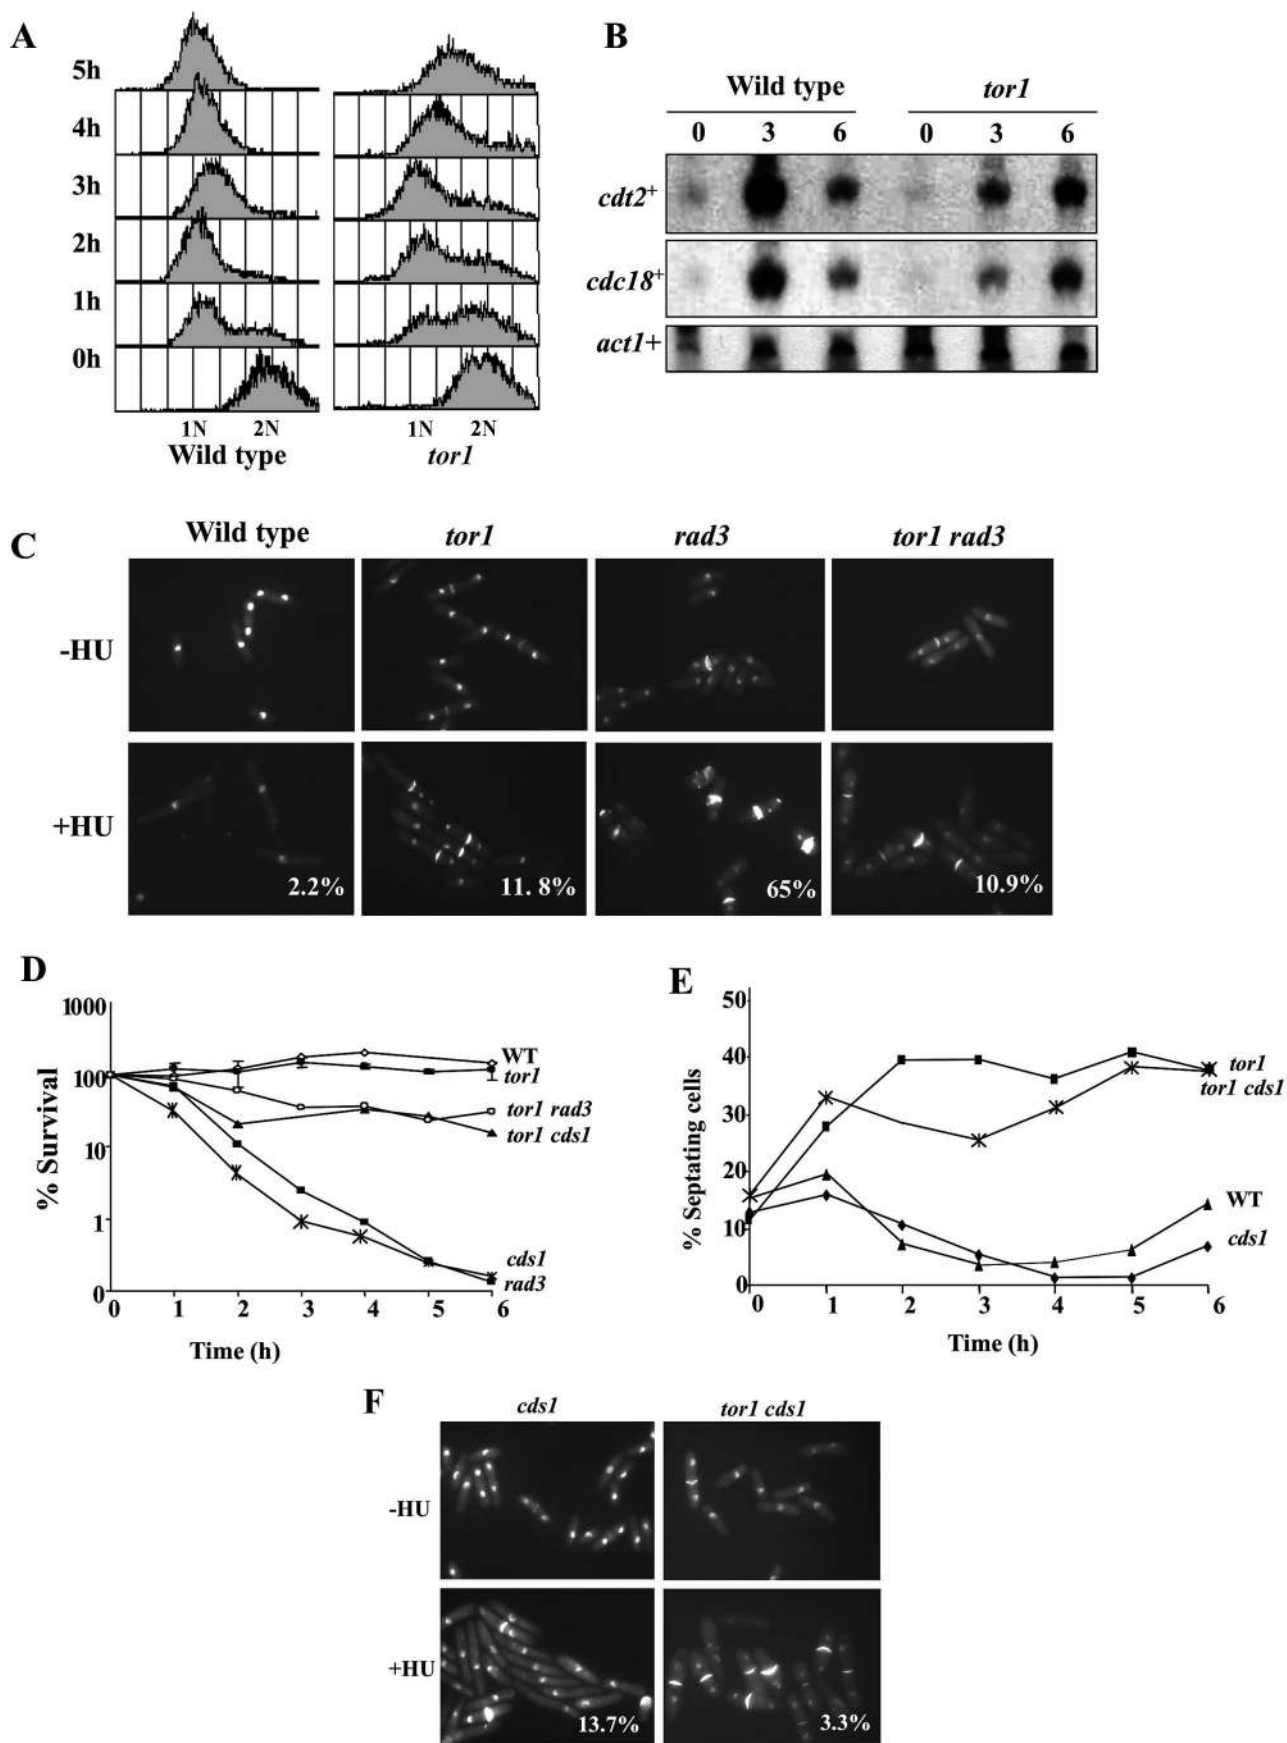 A
5h
4h
3h
2h
1h
0h
1N 2N
Wild type
1N 2N
tor1
B
Wild type tor1
0 3 6 0 3 6
cdt2+
cdc18+
act1+
C
Wild type tor1 rad3 tor1 rad3
-HU
+HU
2.2% 11. 8% 65% 10.9%
D
1000
100
10
1
0
% Survival
0 1 2 3 4 5 6
Time (h)
WT
tor1
tor1 rad3
tor1 cds1
cds1
rad3
E
50
40
30
20
10
0
% Septating cells
0 1 2 3 4 5 6
Time (h)
tor1
tor1 cds1
WT
cds1
F
cds1 tor1 cds1
-HU
+HU
13.7% 3.3%